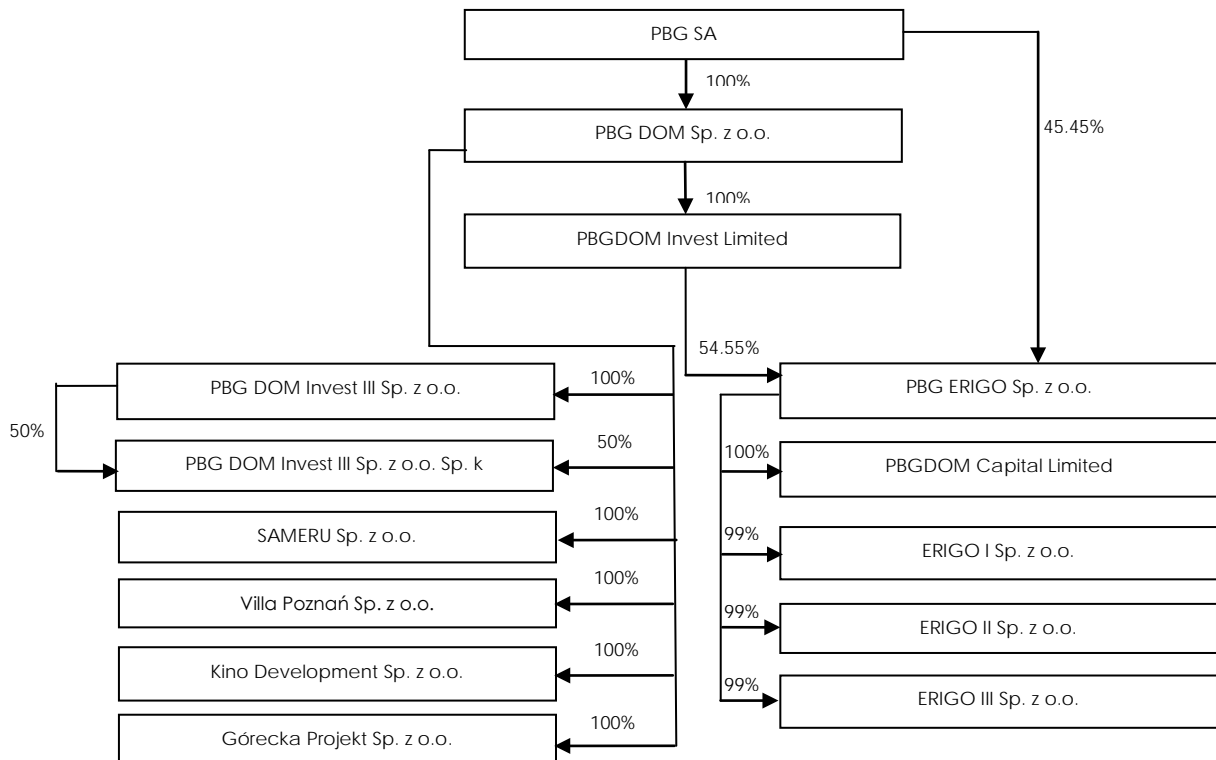 PBG SA
100%
PBG DOM Sp. z o.o.
45.45%
100%
PBGDOM Invest Limited
54.55%
PBG DOM Invest III Sp. z o.o.
100%
PBG ERIGO Sp. z o.o.
50%
PBG DOM Invest III Sp. z o.o. Sp. k
50%
100%
PBGDOM Capital Limited
SAMERU Sp. z o.o.
100%
99%
ERIGO I Sp. z o.o.
Villa Poznań Sp. z o.o.
100%
99%
ERIGO II Sp. z o.o.
Kino Development Sp. z o.o.
100%
99%
ERIGO III Sp. z o.o.
Górecka Projekt Sp. z o.o.
100%